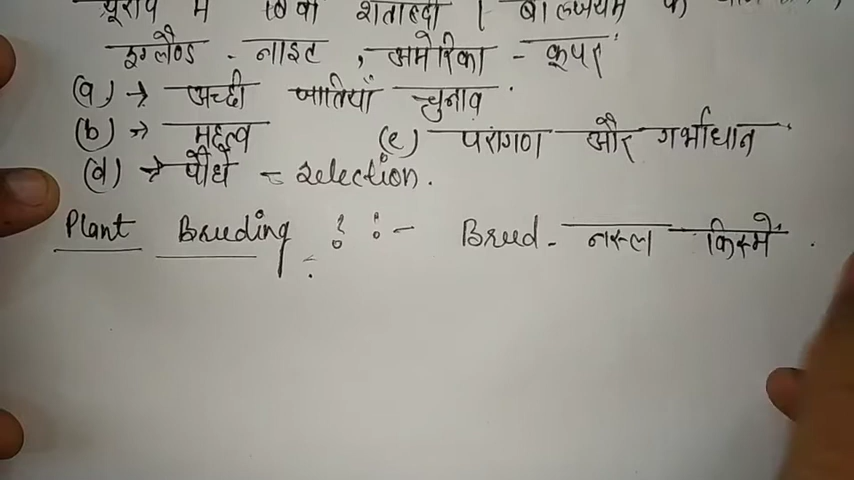 यूरोप में 18वीं शताब्दी । बेल्जियम के
इंग्लैण्ड - नाइट , अमेरिका - कूपर
(a) → अच्छी जातियाँ चुनाव
(b) → महत्व (c) परागण और गर्भाधान
(d) → पौधे - selection.
Plant Breeding :- Breed - नस्ल किस्में .